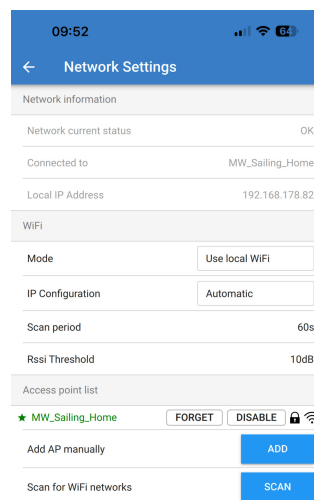 09:52
64
Network Settings
Network information
Network current status OK
Connected to MW_Sailing_Home
Local IP Address 192.168.178.82
WiFi
Mode Use local WiFi
IP Configuration Automatic
Scan period 60s
Rssi Threshold 10dB
Access point list
★ MW_Sailing_Home FORGET DISABLE
Add AP manually ADD
Scan for WiFi networks SCAN